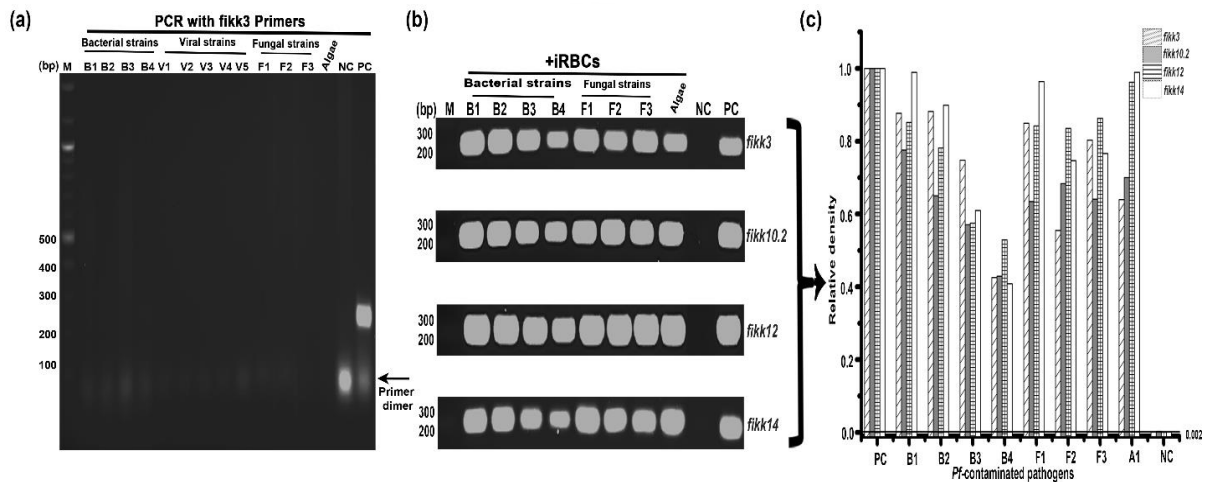 (a)
PCR with fikk3 Primers
Bacterial strains Viral strains Fungal strains Algae
(bp) M B1 B2 B3 B4 V1 V2 V3 V4 V5 F1 F2 F3 NC PC
500
400
300
200
100
Primer
dimer
(b)
+iRBCs
Bacterial strains Fungal strains Algae
(bp) M B1 B2 B3 B4 F1 F2 F3 NC PC
300
200
fikk3
300
200
fikk10.2
300
200
fikk12
300
200
fikk14
(c)
fikk3
fikk10.2
fikk12
fikk14
Relative density
1.0
0.8
0.6
0.4
0.2
0.0
0.002
PC B1 B2 B3 B4 F1 F2 F3 A1 NC
Pf-contaminated pathogens